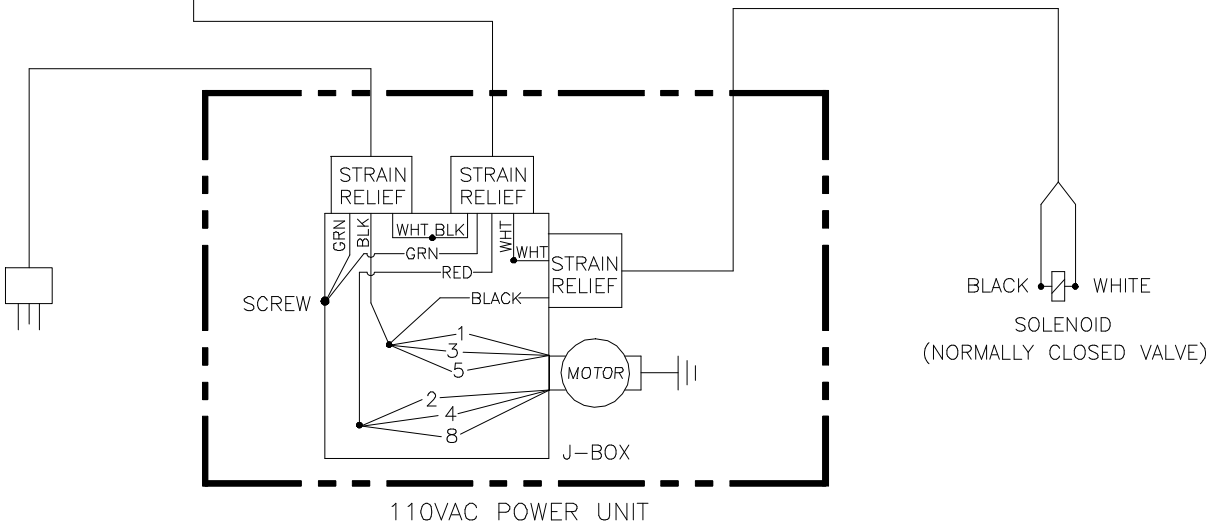 STRAIN
RELIEF
STRAIN
RELIEF
GRN
BLK
WHT BLK
WHT
WHT
GRN
STRAIN
RELIEF
RED
BLACK
SCREW
1
3
5
MOTOR
2
4
8
J-BOX
110VAC POWER UNIT
BLACK
WHITE
SOLENOID
(NORMALLY CLOSED VALVE)